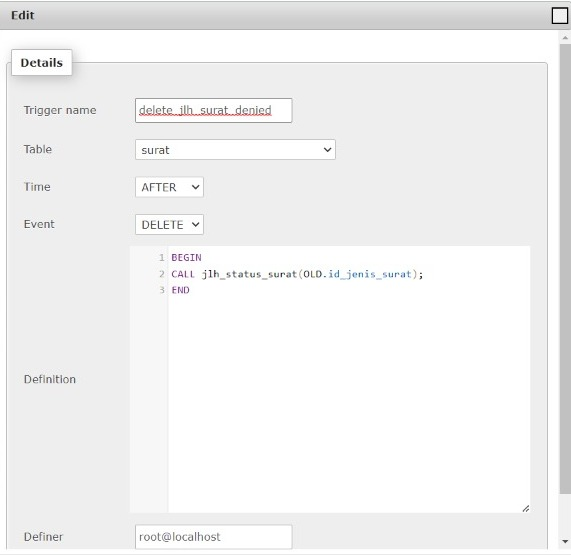 Edit
Details
Trigger name delete_jlh_surat_denied
Table surat
Time AFTER
Event DELETE
1 BEGIN
2 CALL jlh_status_surat(OLD.id_jenis_surat);
3 END
Definition
Definer root@localhost